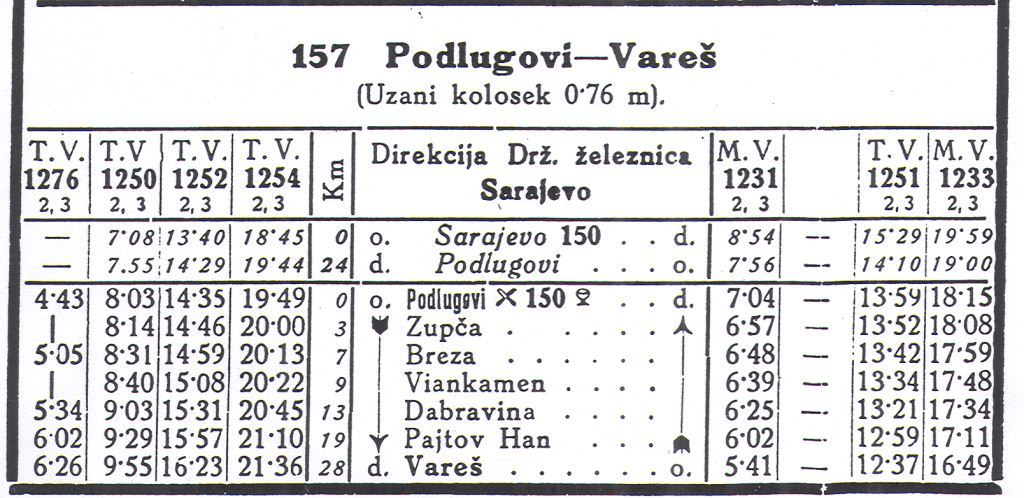 157 Podlugovi—Vareš
(Uzani kolosek 0·76 m).
T. V. T. V T. V. T. V. Km Direkcija Drž. železnica M. V. T. V. M. V.
1276 1250 1252 1254 Sarajevo 1231 1251 1233
2, 3 2, 3 2, 3 2, 3 2, 3 2, 3 2, 3
— 7·08 13·40 18·45 0 o. Sarajevo 150 . . d. 8·54 — 15·29 19·59
— 7.55 14·29 19·44 24 d. Podlugovi . . . o. 7·56 — 14·10 19·00
4·43 8·03 14·35 19·49 0 o. Podlugovi 150 . . d. 7·04 — 13·59 18·15
| 8·14 14·46 20·00 3 Zupča . . . . . 6·57 — 13·52 18·08
5·05 8·31 14·59 20·13 7 Breza . . . . . 6·48 — 13·42 17·59
| 8·40 15·08 20·22 9 Viankamen . . . . 6·39 — 13·34 17·48
5·34 9·03 15·31 20·45 13 Dabravina . . . . 6·25 — 13·21 17·34
6·02 9·29 15·57 21·10 19 Pajtov Han . . . 6·02 — 12·59 17·11
6·26 9·55 16·23 21·36 28 d. Vareš . . . . . o. 5·41 — 12·37 16·49